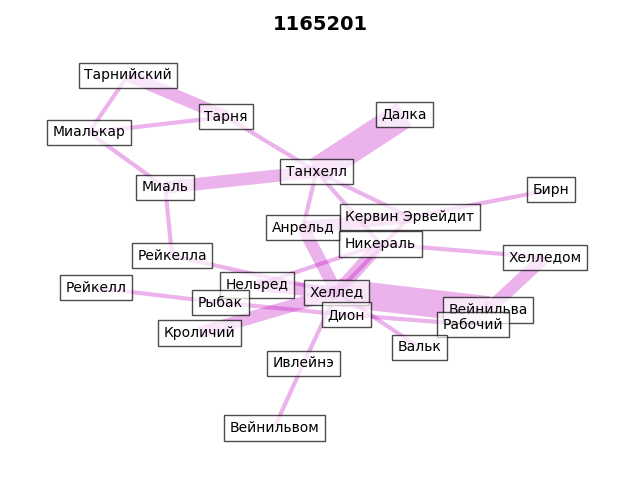 1165201
Тарнийский
Тарня
Далка
Миалькар
Танхелл
Миаль
Бирн
Кервин Эрвейдит
Анрельд
Никераль
Рейкелла
Хелледом
Нельред
Рейкелл
Хеллед
Рыбак
Вейнильва
Дион
Рабочий
Кроличий
Вальк
Ивлейнэ
Вейнильвом